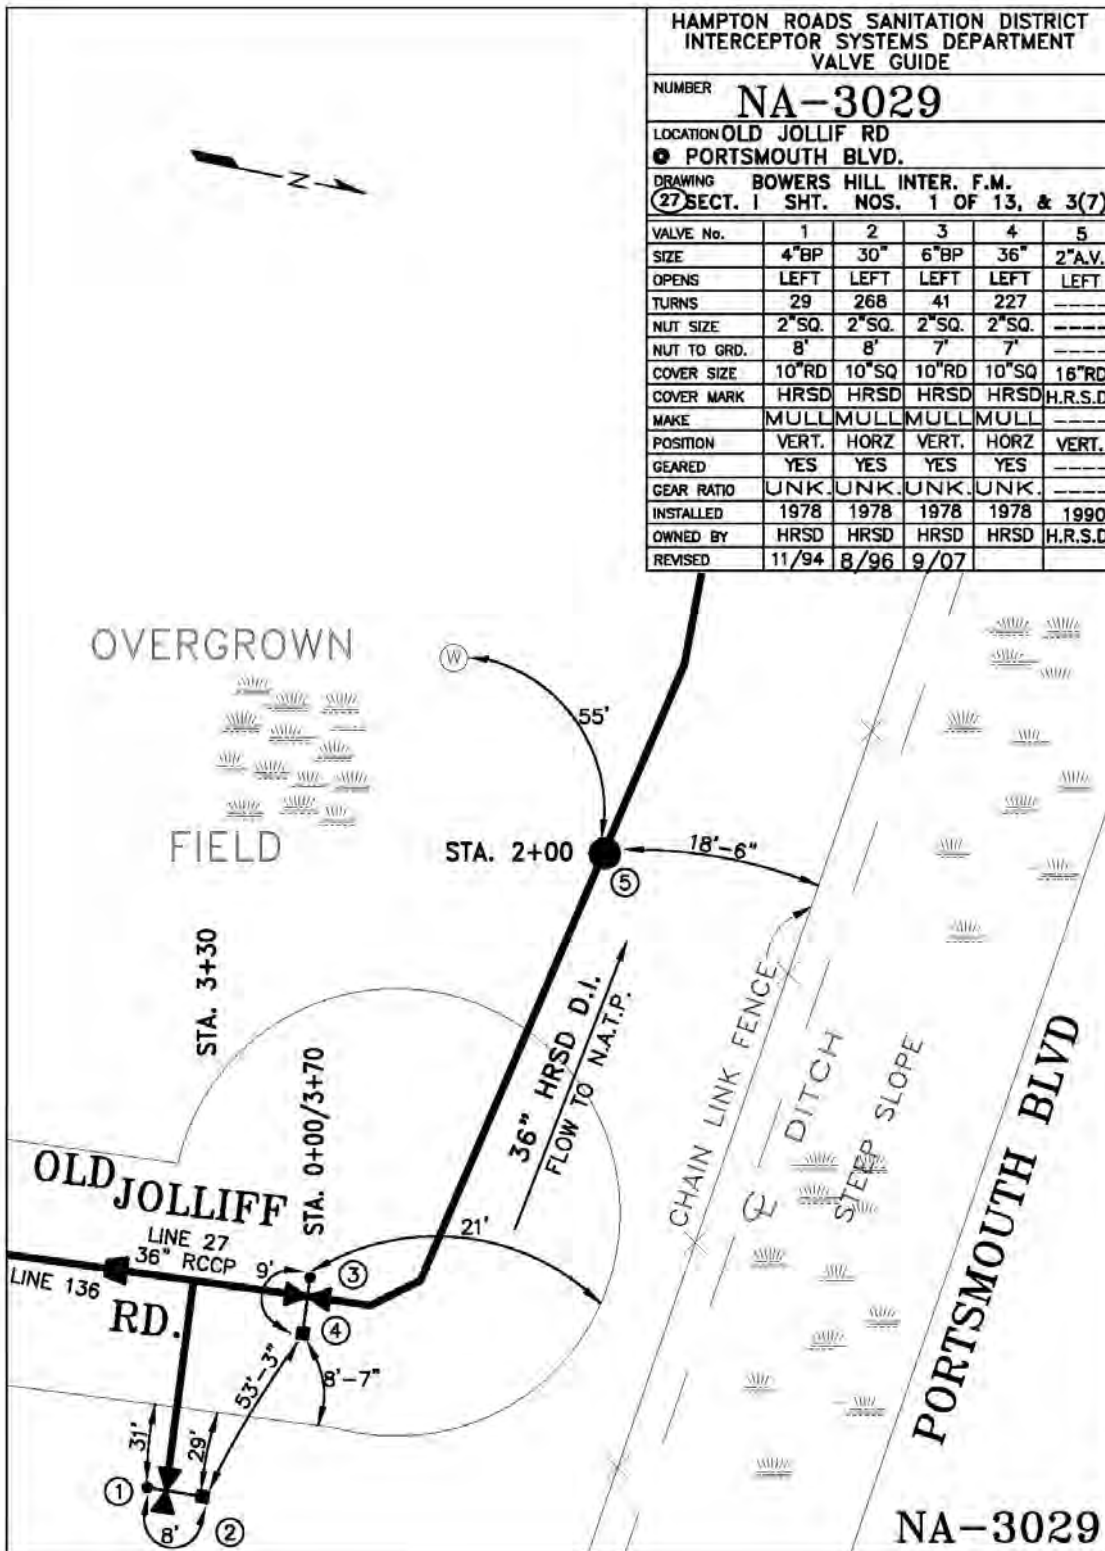 HAMPTON ROADS SANITATION DISTRICT
INTERCEPTOR SYSTEMS DEPARTMENT
VALVE GUIDE
NUMBER NA-3029
LOCATION OLD JOLLIF RD
@ PORTSMOUTH BLVD.
DRAWING BOWERS HILL INTER. F.M.
27 SECT. I SHT. NOS. 1 OF 13, & 3(7)
VALVE No. 1 2 3 4 5
SIZE 4"BP 30" 6"BP 36" 2"A.V.
OPENS LEFT LEFT LEFT LEFT LEFT
TURNS 29 268 41 227 ----
NUT SIZE 2"SQ. 2"SQ. 2"SQ. 2"SQ. ----
NUT TO GRD. 8' 8' 7' 7' ----
COVER SIZE 10"RD 10"SQ 10"RD 10"SQ 16"RD
COVER MARK HRSD HRSD HRSD HRSD H.R.S.D
MAKE MULL MULL MULL MULL ----
POSITION VERT. HORZ VERT. HORZ VERT.
GEARED YES YES YES YES ----
GEAR RATIO UNK. UNK. UNK. UNK. ----
INSTALLED 1978 1978 1978 1978 1990
OWNED BY HRSD HRSD HRSD HRSD H.R.S.D
REVISED 11/94 8/96 9/07
N
OVERGROWN
FIELD
W
55'
STA. 2+00
5
18'-6"
STA. 3+30
STA. 0+00/3+70
36" HRSD D.I.
FLOW TO N.A.T.P.
CHAIN LINK FENCE
℄ DITCH
STEEP SLOPE
PORTSMOUTH BLVD
OLD JOLLIFF
RD.
LINE 27
36" RCCP
LINE 136
9'
3
21'
4
8'-7"
53'-3"
31'
29'
1
8'
2
NA-3029